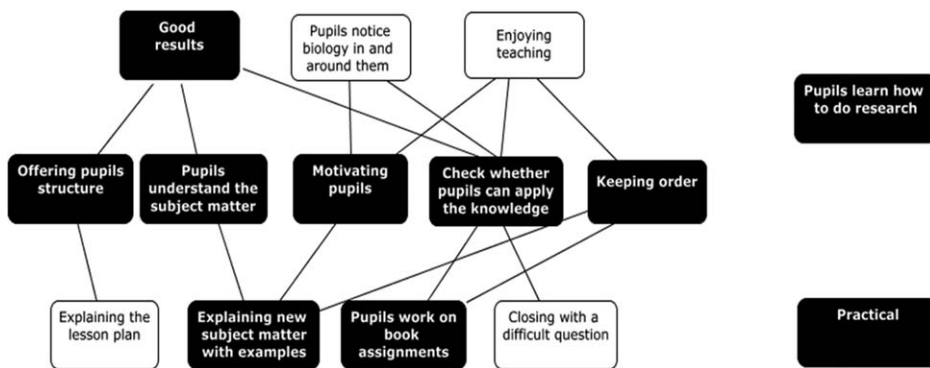 Good
results
Pupils notice
biology in and
around them
Enjoying
teaching
Pupils learn how
to do research
Offering pupils
structure
Pupils
understand the
subject matter
Motivating
pupils
Check whether
pupils can apply
the knowledge
Keeping order
Explaining the
lesson plan
Explaining new
subject matter
with examples
Pupils work on
book
assignments
Closing with a
difficult question
Practical